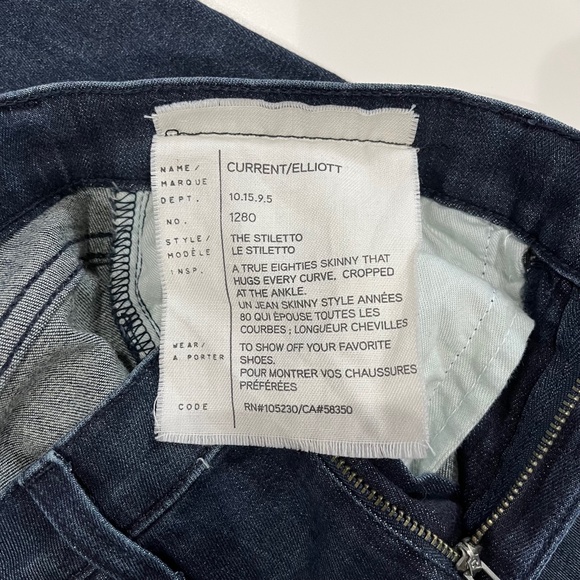 NAME/ CURRENT/ELLIOTT
MARQUE
DEPT. 10.15.9.5
NO. 1280
STYLE/ THE STILETTO
MODÈLE LE STILETTO
INSP. A TRUE EIGHTIES SKINNY THAT
HUGS EVERY CURVE, CROPPED
AT THE ANKLE.
UN JEAN SKINNY STYLE ANNÉES
80 QUI ÉPOUSE TOUTES LES
COURBES ; LONGUEUR CHEVILLES
WEAR/ TO SHOW OFF YOUR FAVORITE
A PORTER SHOES.
POUR MONTRER VOS CHAUSSURES
PRÉFÉRÉES
CODE RN#105230/CA#58350